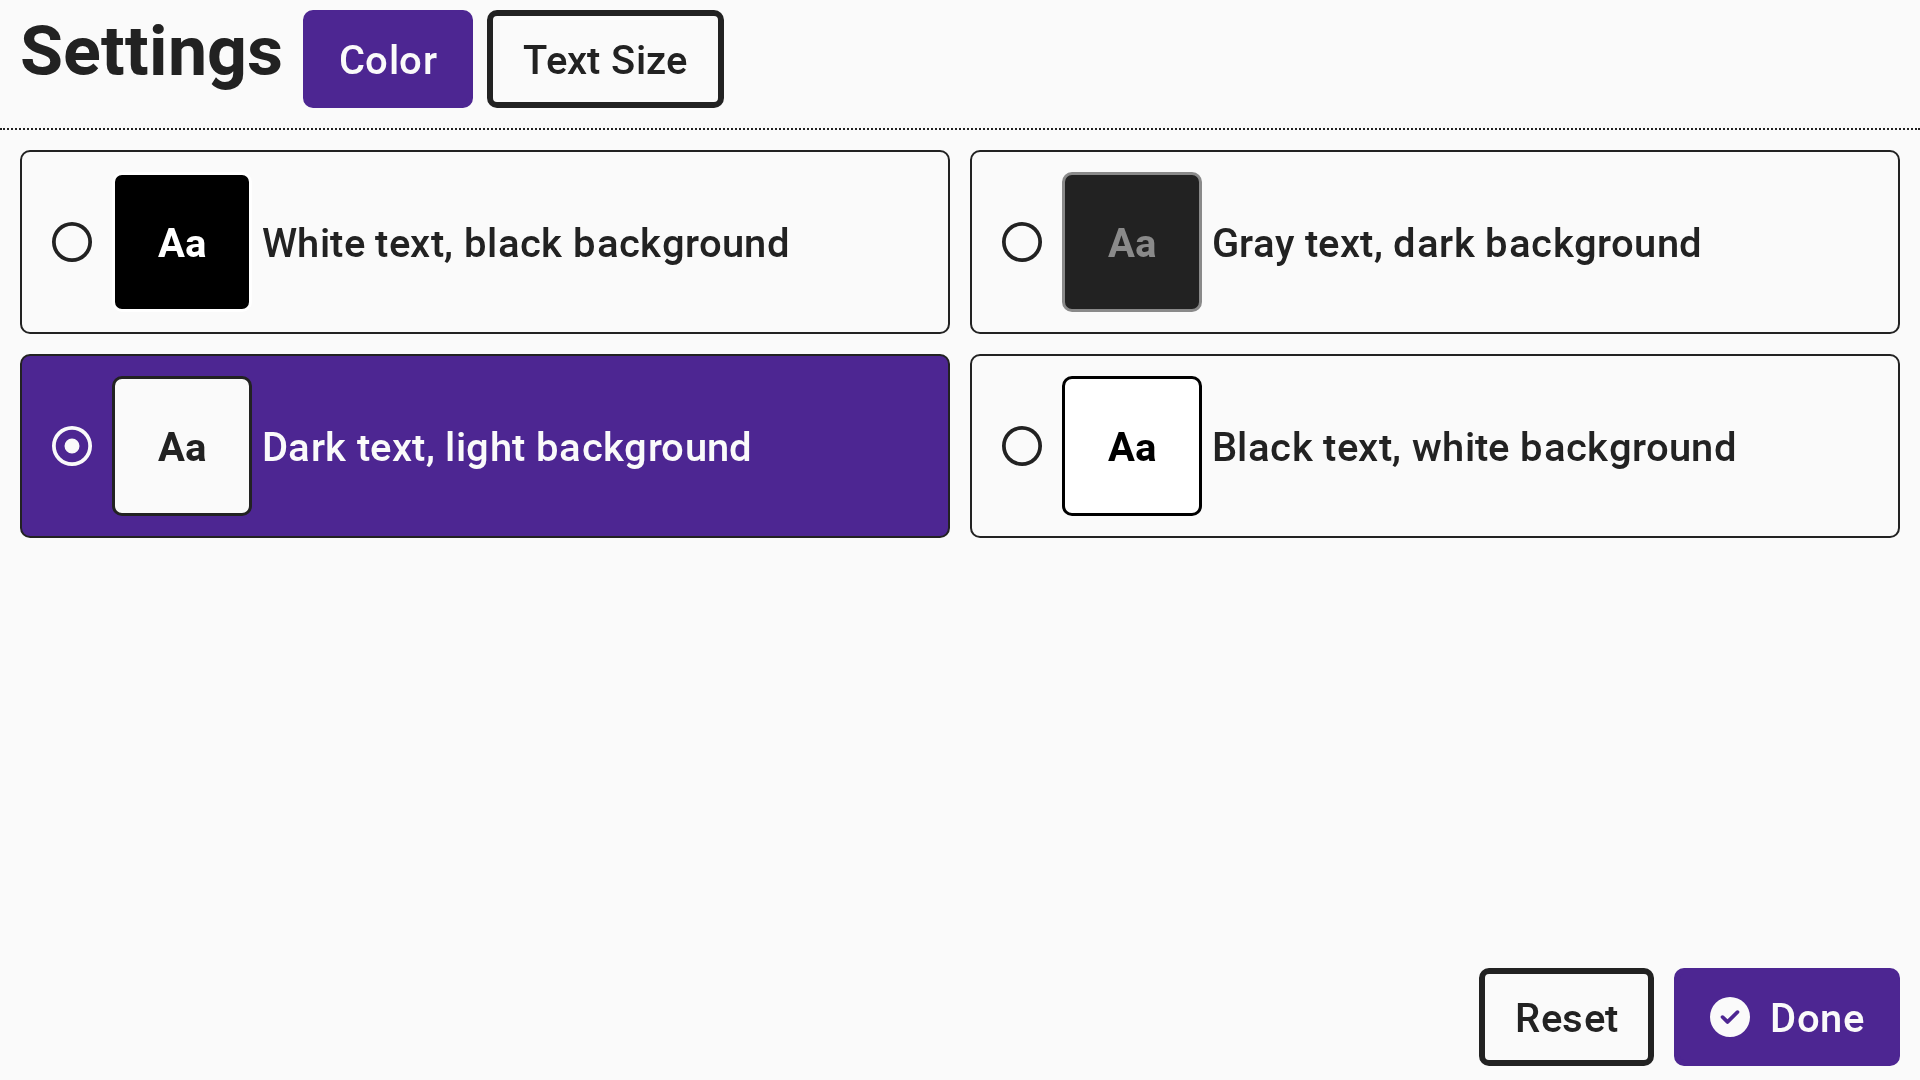 Settings
Color
Text Size
Aa White text, black background
Aa Gray text, dark background
Aa Dark text, light background
Aa Black text, white background
Reset
Done